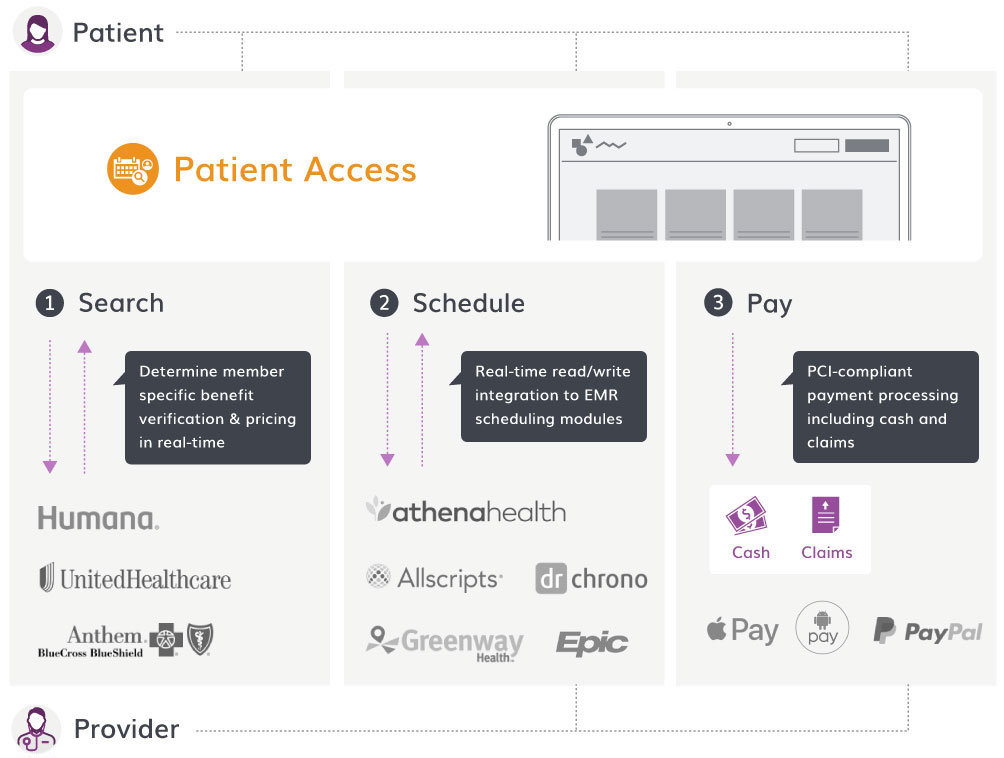 Patient
Patient Access
1 Search
Determine member
specific benefit
verification & pricing
in real-time
Humana.
UnitedHealthcare
Anthem.
BlueCross BlueShield
2 Schedule
Real-time read/write
integration to EMR
scheduling modules
athenahealth
Allscripts
drchrono
Greenway
Health.
Epic
3 Pay
PCI-compliant
payment processing
including cash and
claims
$
Cash
Claims
Pay
pay
PayPal
Provider